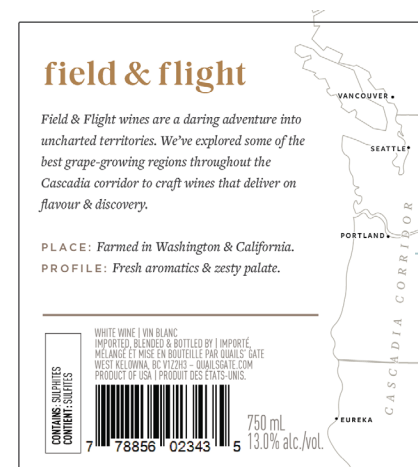 field & flight
Field & Flight wines are a daring adventure into
uncharted territories. We've explored some of the
best grape-growing regions throughout the
Cascadia corridor to craft wines that deliver on
flavour & discovery.
PLACE: Farmed in Washington & California.
PROFILE: Fresh aromatics & zesty palate.
CONTAINS: SULPHITES
CONTIENT: SULFITES
WHITE WINE | VIN BLANC
IMPORTED, BLENDED & BOTTLED BY | IMPORTÉ,
MÉLANGÉ ET MISE EN BOUTEILLE PAR QUAILS' GATE
WEST KELOWNA, BC V1Z2H3 – QUAILSGATE.COM
PRODUCT OF USA | PRODUIT DES ÉTATS-UNIS.
7 78856 02343 5
750 mL
13.0% alc./vol.
VANCOUVER
SEATTLE
PORTLAND
EUREKA
CASCADIA CORRIDOR